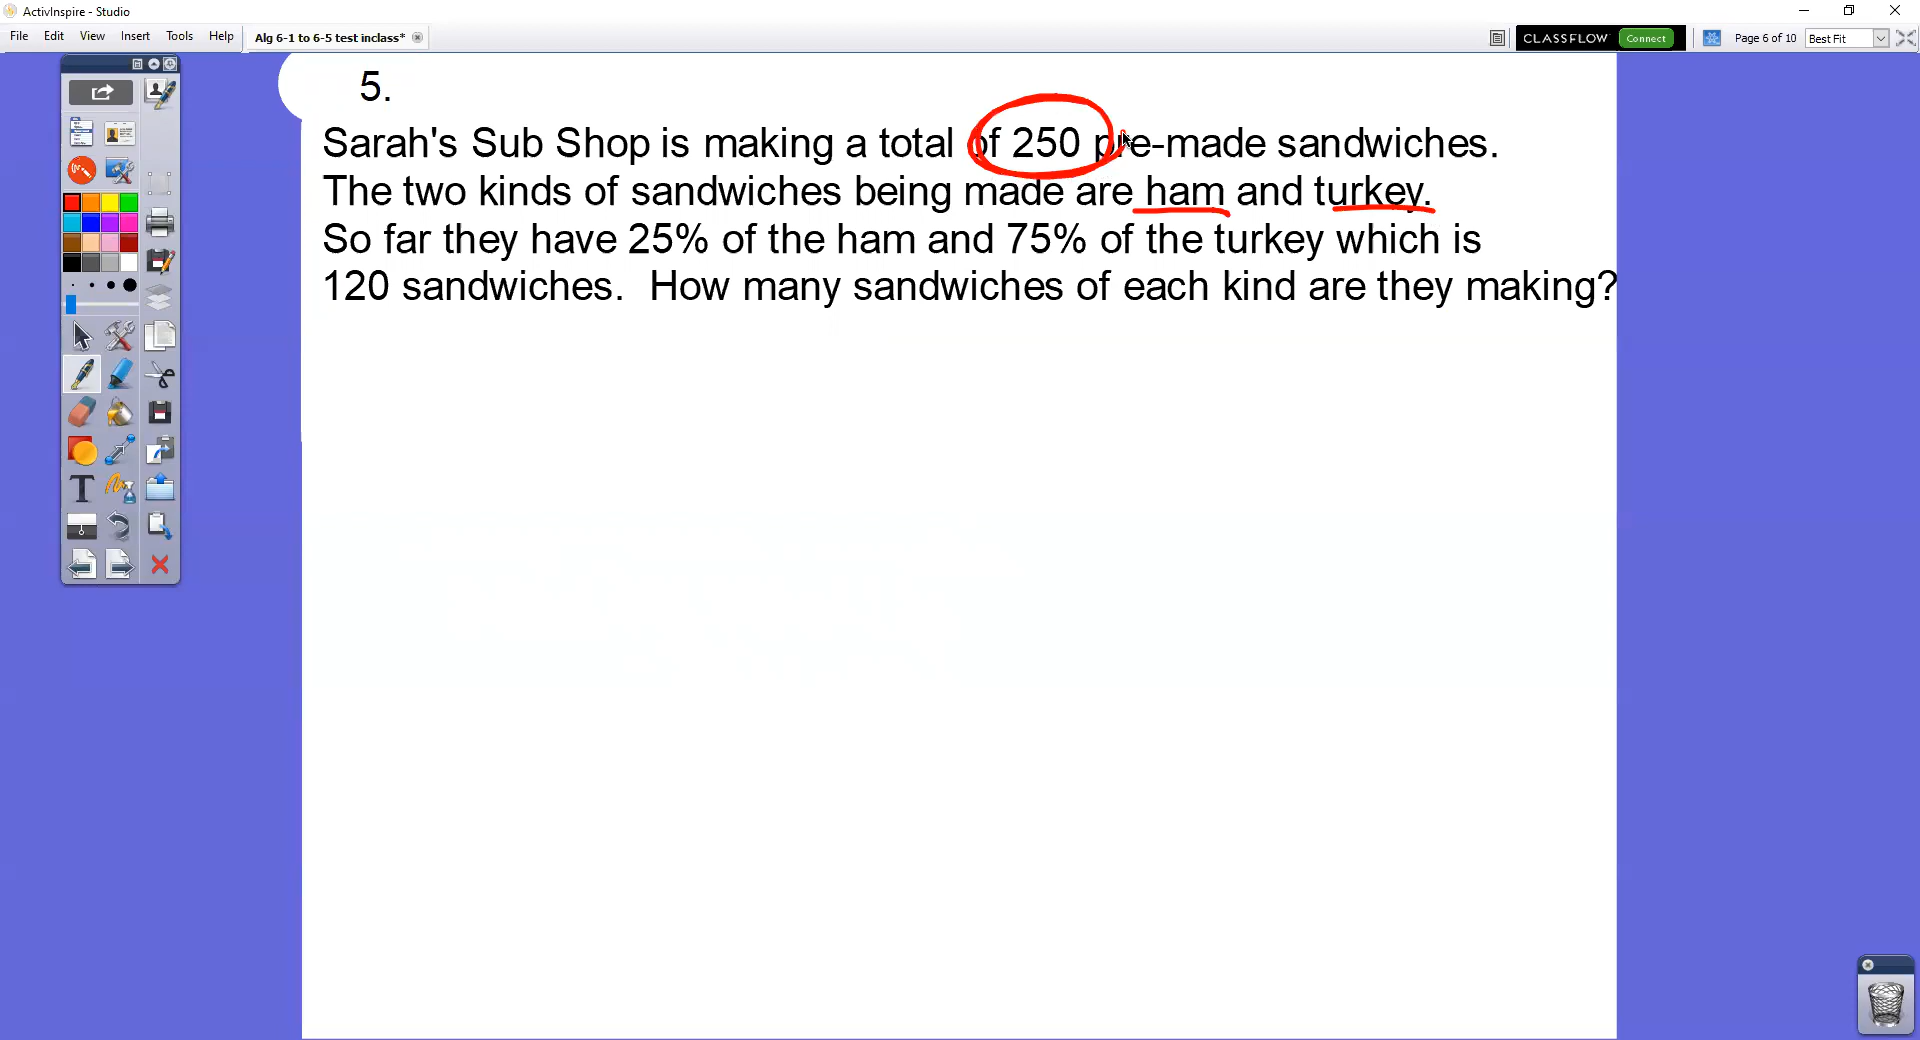 ActivInspire - Studio
File Edit View Insert Tools Help Alg 6-1 to 6-5 test inclass* CLASSFLOW Connect Page 6 of 10 Best Fit
5.
Sarah's Sub Shop is making a total of 250 pre-made sandwiches.
The two kinds of sandwiches being made are ham and turkey.
So far they have 25% of the ham and 75% of the turkey which is
120 sandwiches. How many sandwiches of each kind are they making?
T